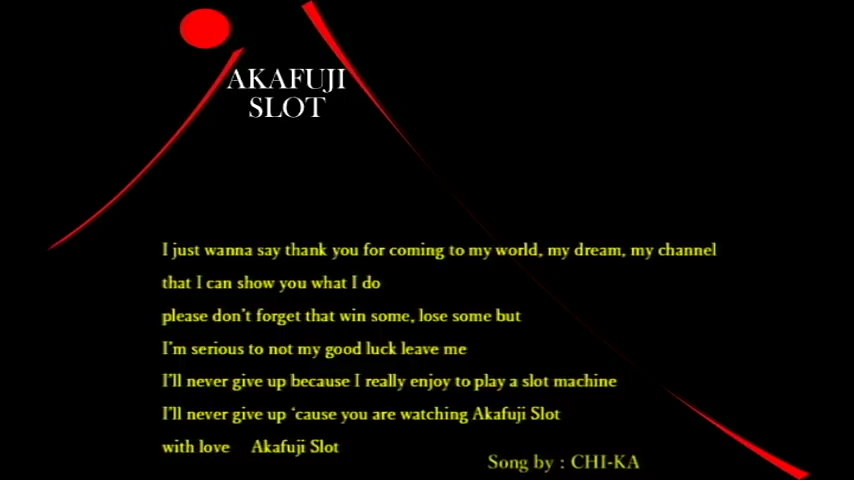 AKAFUJI
SLOT
I just wanna say thank you for coming to my world, my dream, my channel
that I can show you what I do
please don't forget that win some, lose some but
I'm serious to not my good luck leave me
I'll never give up because I really enjoy to play a slot machine
I'll never give up ‘cause you are watching Akafuji Slot
with love Akafuji Slot
Song by : CHI-KA